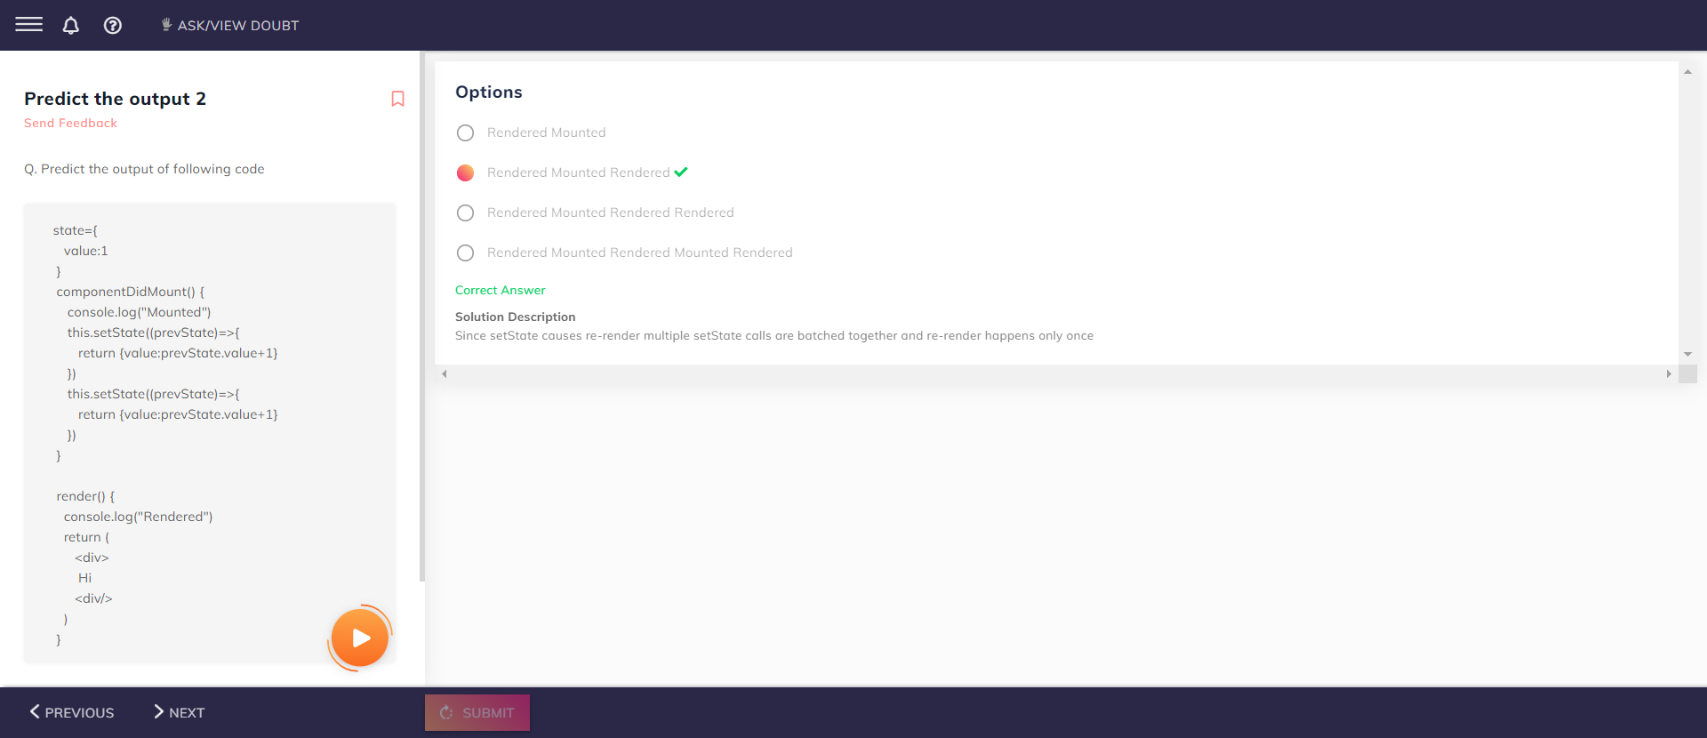 ASK/VIEW DOUBT
Predict the output 2
Send Feedback
Q. Predict the output of following code
state={
value:1
}
componentDidMount() {
console.log("Mounted")
this.setState((prevState)=>{
return {value:prevState.value+1}
})
this.setState((prevState)=>{
return {value:prevState.value+1}
})
}
render() {
console.log("Rendered")
return (
<div>
Hi
<div/>
)
}
Options
Rendered Mounted
Rendered Mounted Rendered
Rendered Mounted Rendered Rendered
Rendered Mounted Rendered Mounted Rendered
Correct Answer
Solution Description
Since setState causes re-render multiple setState calls are batched together and re-render happens only once
PREVIOUS
NEXT
SUBMIT